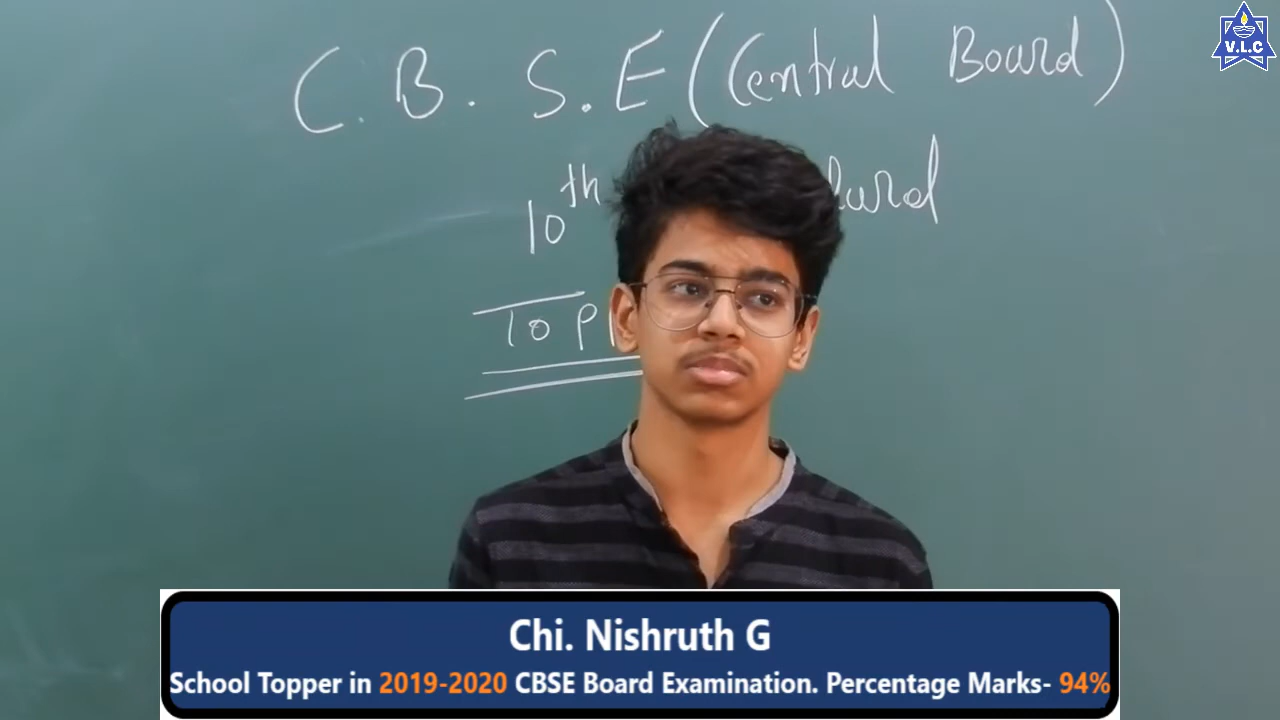 V.L.C
C.B.S.E (Central Board)
10th
Chi. Nishruth G
School Topper in 2019-2020 CBSE Board Examination. Percentage Marks- 94%